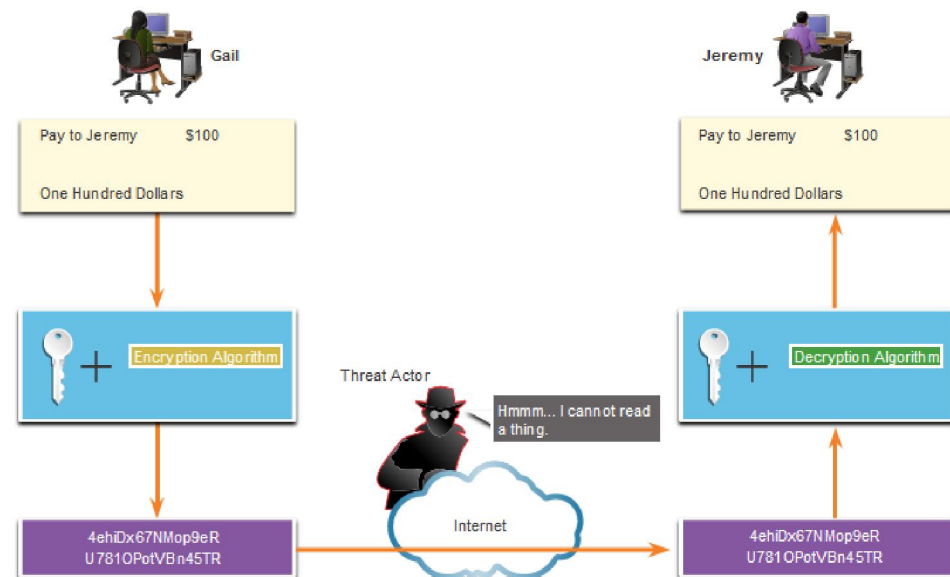 Gail
Jeremy
Pay to Jeremy $100
One Hundred Dollars
Pay to Jeremy $100
One Hundred Dollars
Encryption Algorithm
Decryption Algorithm
Threat Actor
Hmmm... I cannot read
a thing.
Internet
4ehiDx67NMop9eR
U781OPotVBn45TR
4ehiDx67NMop9eR
U781OPotVBn45TR